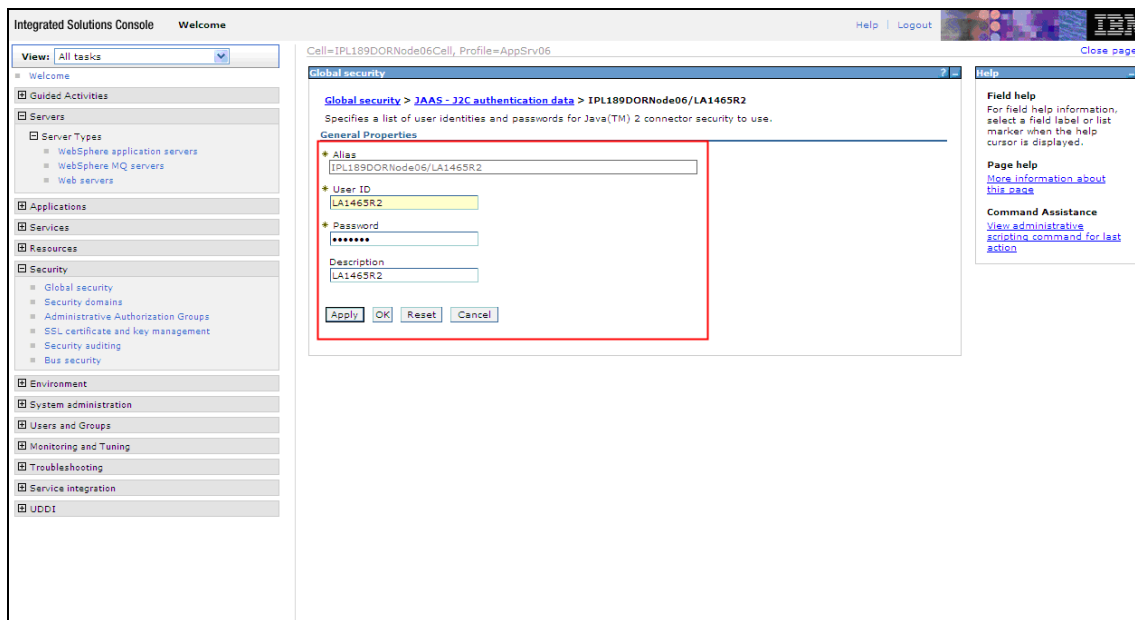 Integrated Solutions Console Welcome Help | Logout IBM
View: All tasks
Cell=IPL189DORNode06Cell, Profile=AppSrv06 Close page
Welcome
Guided Activities
Servers
Server Types
WebSphere application servers
WebSphere MQ servers
Web servers
Applications
Services
Resources
Security
Global security
Security domains
Administrative Authorization Groups
SSL certificate and key management
Security auditing
Bus security
Environment
System administration
Users and Groups
Monitoring and Tuning
Troubleshooting
Service integration
UDDI
Global security ? -
Global security > JAAS - J2C authentication data > IPL189DORNode06/LA1465R2
Specifies a list of user identities and passwords for Java(TM) 2 connector security to use.
General Properties
* Alias
IPL189DORNode06/LA1465R2
* User ID
LA1465R2
* Password
•••••••
Description
LA1465R2
Apply OK Reset Cancel
Help -
Field help
For field help information,
select a field label or list
marker when the help
cursor is displayed.
Page help
More information about
this page
Command Assistance
View administrative
scripting command for last
action